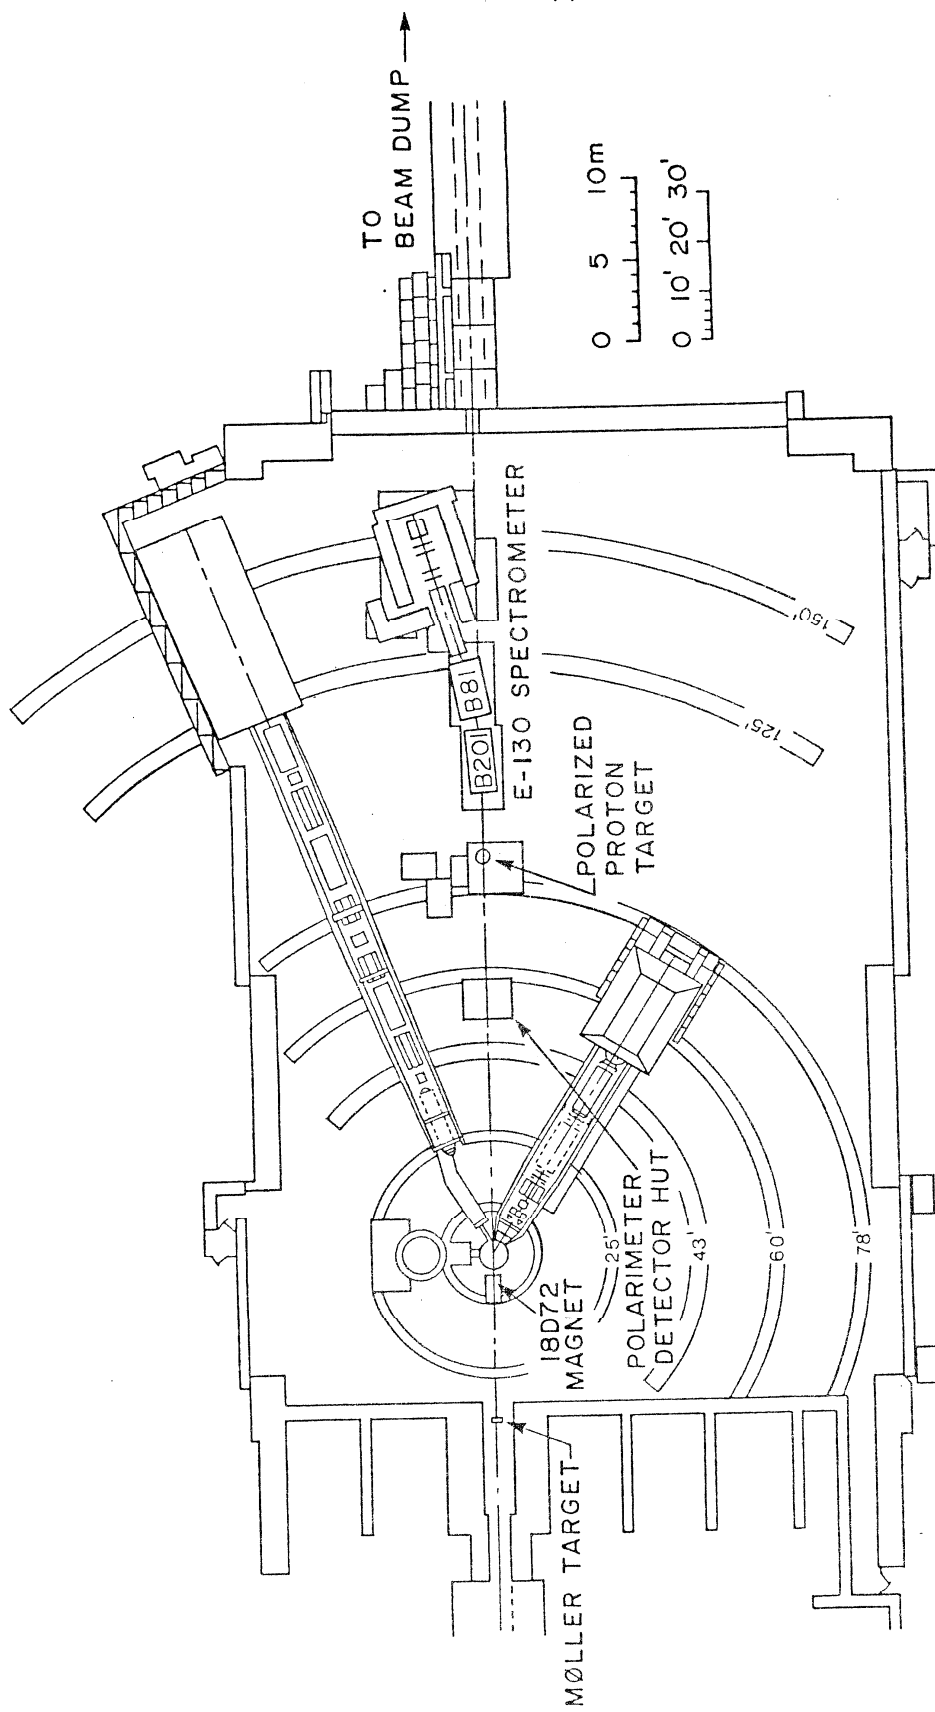 TO
BEAM DUMP
0 5 10m
0 10' 20' 30'
E-130 SPECTROMETER
B201
B81
POLARIZED
PROTON
TARGET
150'
125'
25'
43'
60'
78'
18D72
MAGNET
POLARIMETER
DETECTOR HUT
MØLLER TARGET